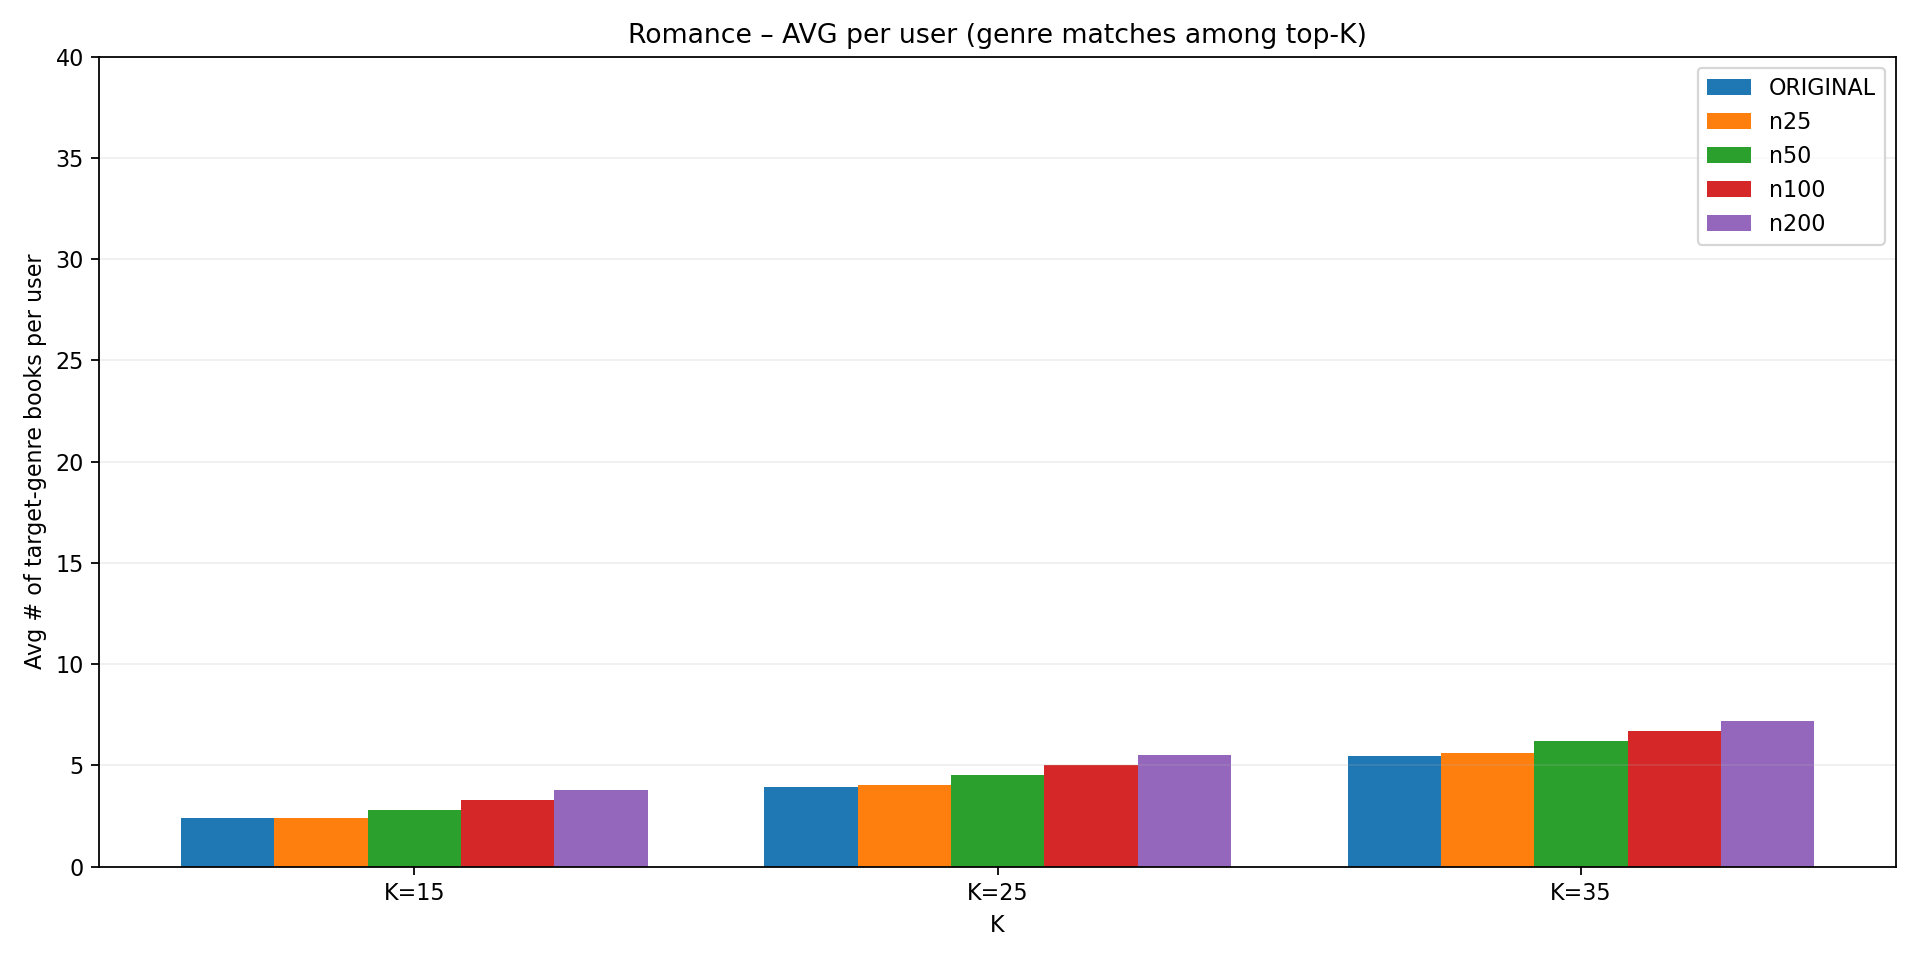 Romance – AVG per user (genre matches among top-K)
40
35
30
25
20
15
10
5
0
Avg # of target-genre books per user
ORIGINAL
n25
n50
n100
n200
K=15
K=25
K=35
K